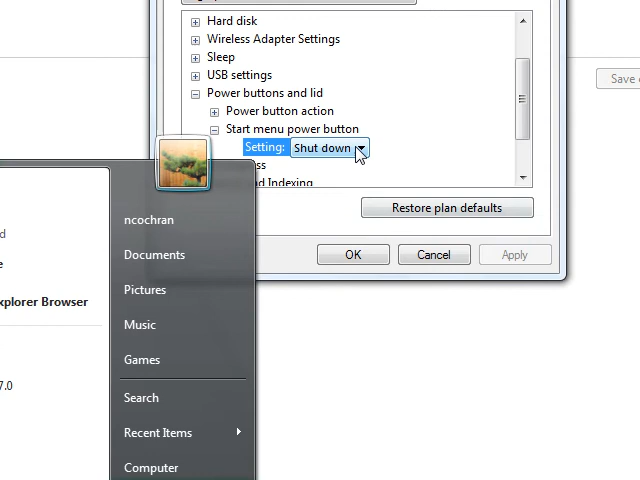 Hard disk
Wireless Adapter Settings
Sleep
USB settings
Power buttons and lid
Power button action
Start menu power button
Setting: Shut down
Save
Restore plan defaults
OK
Cancel
Apply
ncochran
Documents
Pictures
Music
Games
Search
Recent Items
Computer
xplorer Browser
7.0